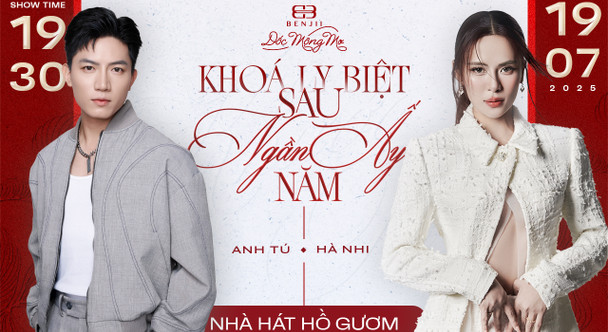 SHOW TIME
19
30
BENJII
Dốc Mộng Mơ
KHOÁ LY BIỆT
SAU
Ngần Ấy
NĂM
ANH TÚ ◆ HÀ NHI
NHÀ HÁT HỒ GƯƠM
19
07
2025